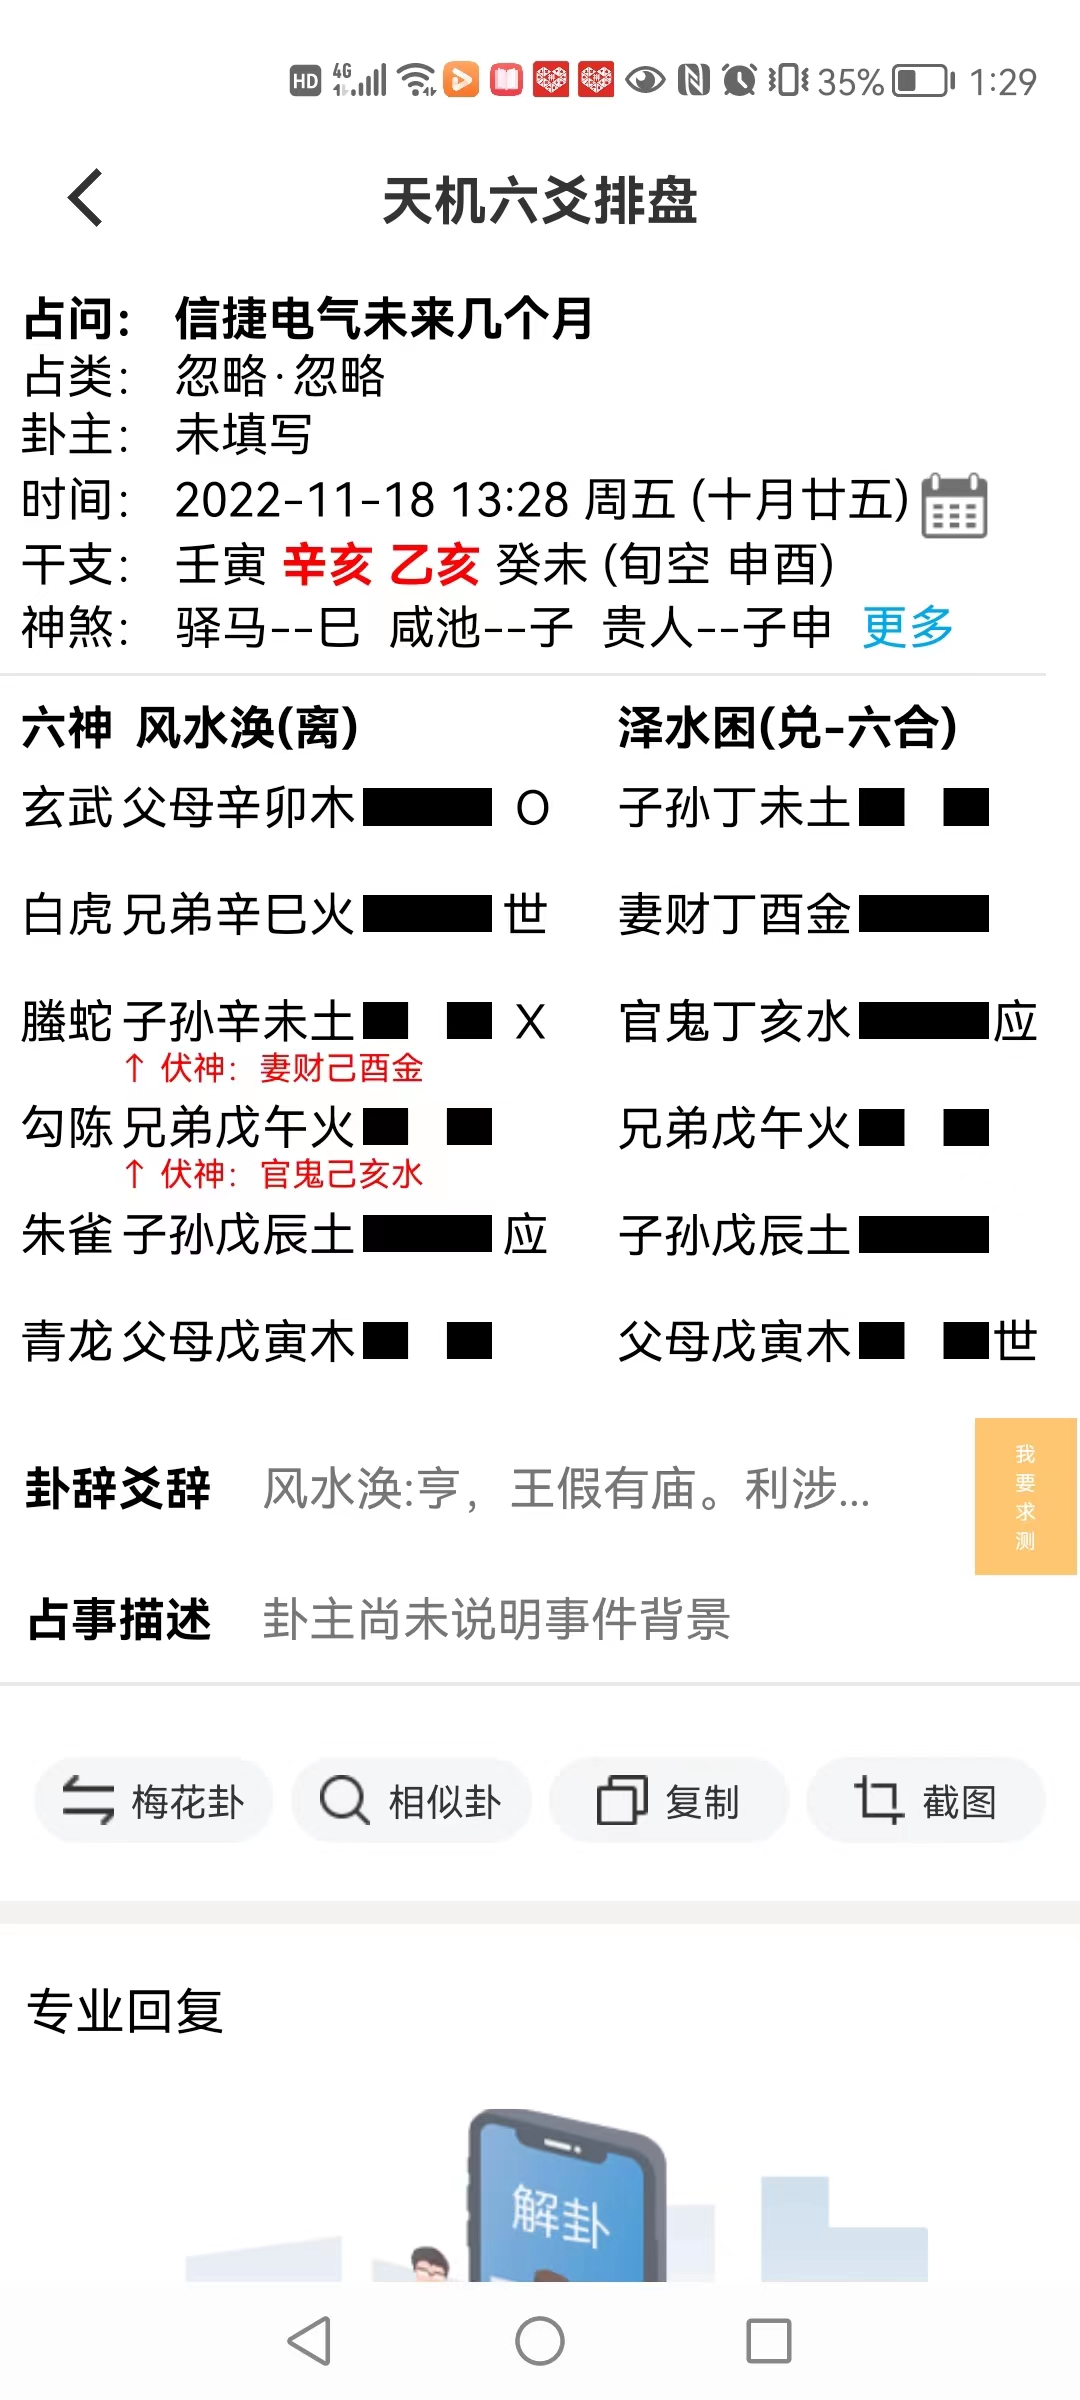 HD 4G 35% 1:29
天机六爻排盘
占问： 信捷电气未来几个月
占类： 忽略·忽略
卦主： 未填写
时间： 2022-11-18 13:28 周五 (十月廿五)
干支： 壬寅 辛亥 乙亥 癸未 (旬空 申酉)
神煞： 驿马--巳 咸池--子 贵人--子申 更多
六神 风水涣(离) 泽水困(兑-六合)
玄武 父母辛卯木 O 子孙丁未土
白虎 兄弟辛巳火 世 妻财丁酉金
螣蛇 子孙辛未土 X 官鬼丁亥水 应
↑ 伏神：妻财己酉金
勾陈 兄弟戊午火 兄弟戊午火
↑ 伏神：官鬼己亥水
朱雀 子孙戊辰土 应 子孙戊辰土
青龙 父母戊寅木 父母戊寅木 世
卦辞爻辞 风水涣:亨，王假有庙。利涉...
我要求测
占事描述 卦主尚未说明事件背景
梅花卦 相似卦 复制 截图
专业回复
解卦